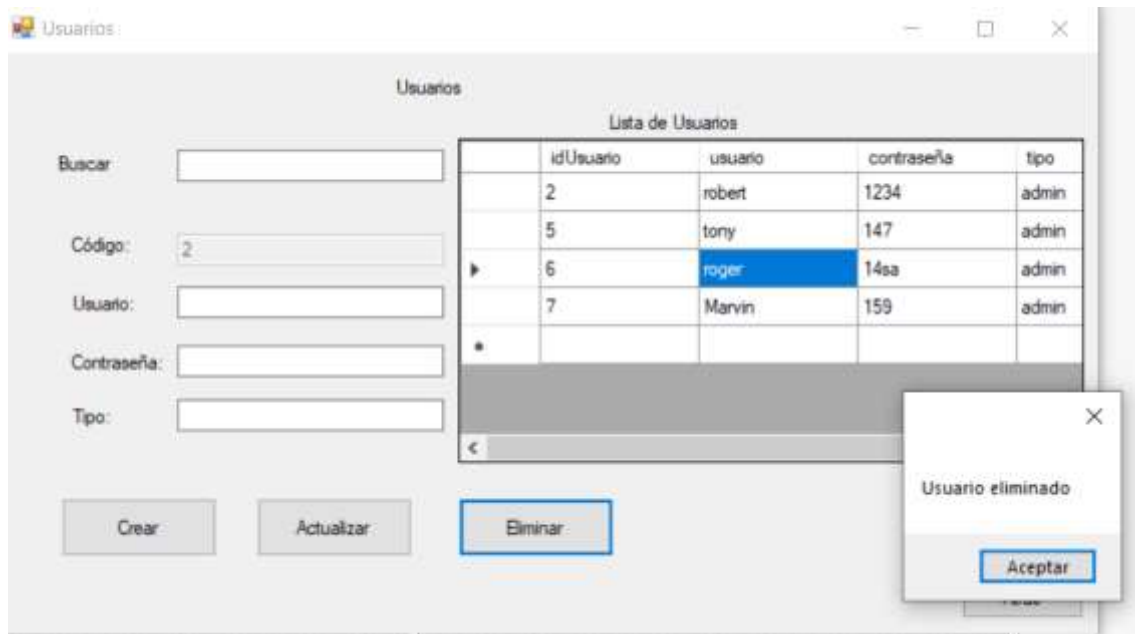 Usuarios
Usuarios
Lista de Usuarios
Buscar
idUsuario usuario contraseña tipo
2 robert 1234 admin
5 tony 147 admin
6 roger 14sa admin
7 Marvin 159 admin
Código: 2
Usuario:
Contraseña:
Tipo:
Crear Actualizar Eliminar
Usuario eliminado
Aceptar